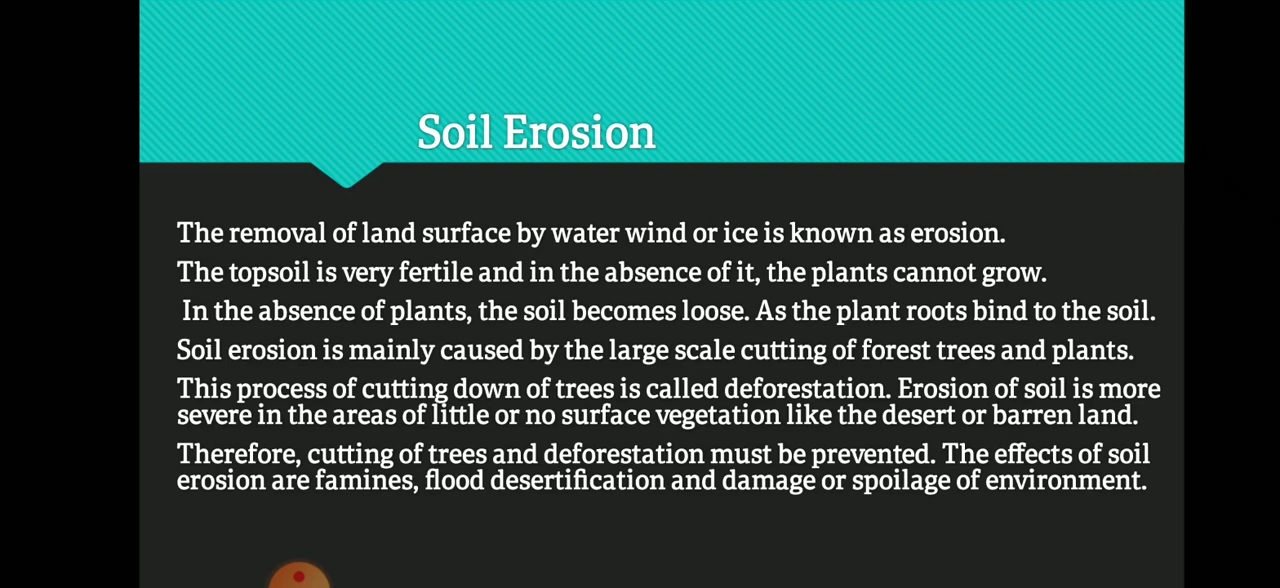 Soil Erosion
The removal of land surface by water wind or ice is known as erosion.
The topsoil is very fertile and in the absence of it, the plants cannot grow.
In the absence of plants, the soil becomes loose. As the plant roots bind to the soil.
Soil erosion is mainly caused by the large scale cutting of forest trees and plants.
This process of cutting down of trees is called deforestation. Erosion of soil is more
severe in the areas of little or no surface vegetation like the desert or barren land.
Therefore, cutting of trees and deforestation must be prevented. The effects of soil
erosion are famines, flood desertification and damage or spoilage of environment.